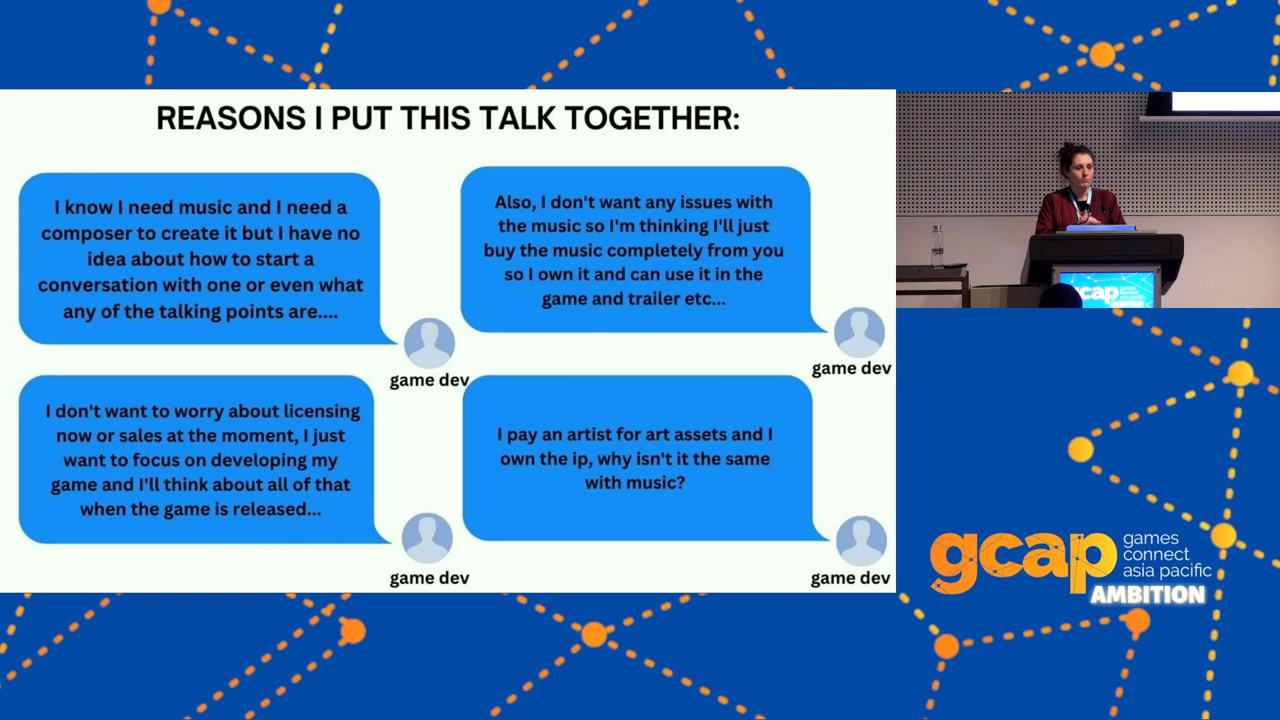 REASONS I PUT THIS TALK TOGETHER:
I know I need music and I need a
composer to create it but I have no
idea about how to start a
conversation with one or even what
any of the talking points are....
game dev
Also, I don't want any issues with
the music so I'm thinking I'll just
buy the music completely from you
so I own it and can use it in the
game and trailer etc...
game dev
I don't want to worry about licensing
now or sales at the moment, I just
want to focus on developing my
game and I'll think about all of that
when the game is released...
game dev
I pay an artist for art assets and I
own the ip, why isn't it the same
with music?
game dev
gcap
gcap
games
connect
asia pacific
AMBITION